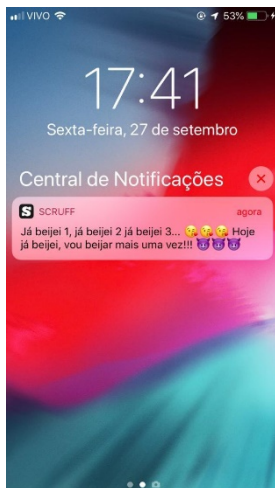 VIVO 53%
17:41
Sexta-feira, 27 de setembro
Central de Notificações
S SCRUFF agora
Já beijei 1, já beijei 2 já beijei 3... 😘😘😘 Hoje
já beijei, vou beijar mais uma vez!!! 😈😈😈